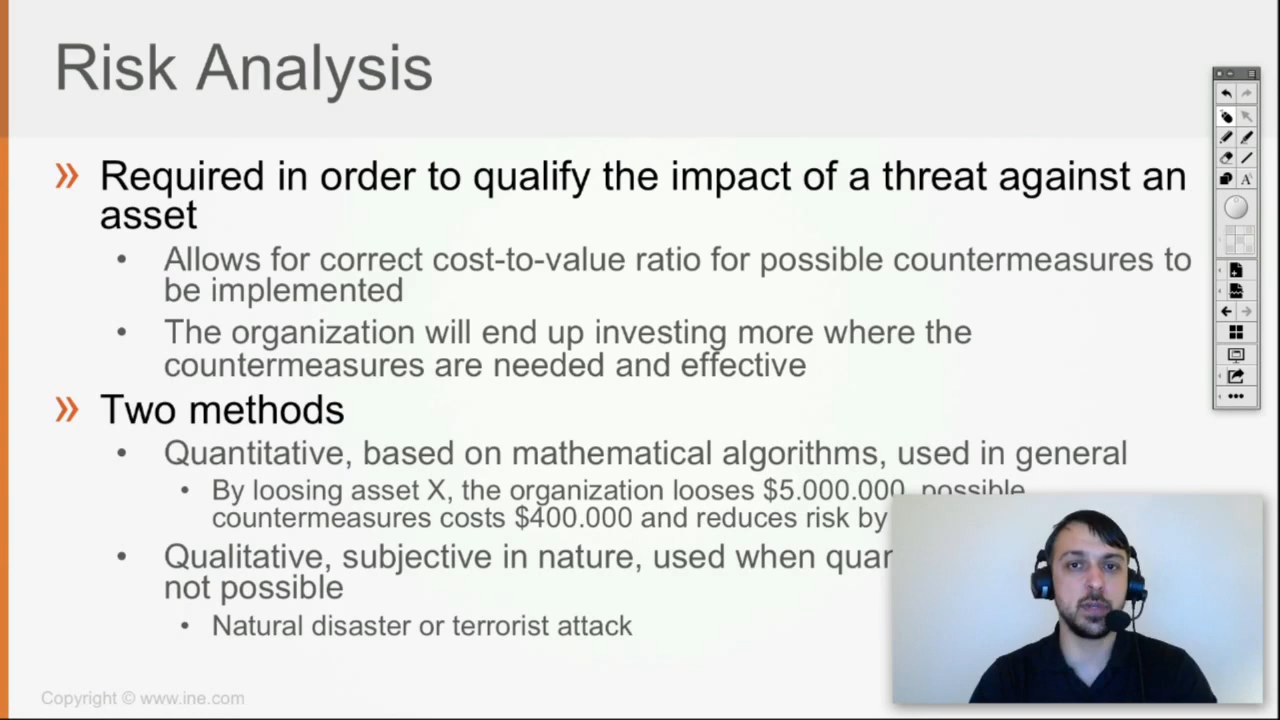 Risk Analysis
» Required in order to qualify the impact of a threat against an
asset
• Allows for correct cost-to-value ratio for possible countermeasures to
be implemented
• The organization will end up investing more where the
countermeasures are needed and effective
» Two methods
• Quantitative, based on mathematical algorithms, used in general
• By loosing asset X, the organization looses $5.000.000, possible
countermeasures costs $400.000 and reduces risk by
• Qualitative, subjective in nature, used when
not possible
• Natural disaster or terrorist attack
Copyright © www.ine.com